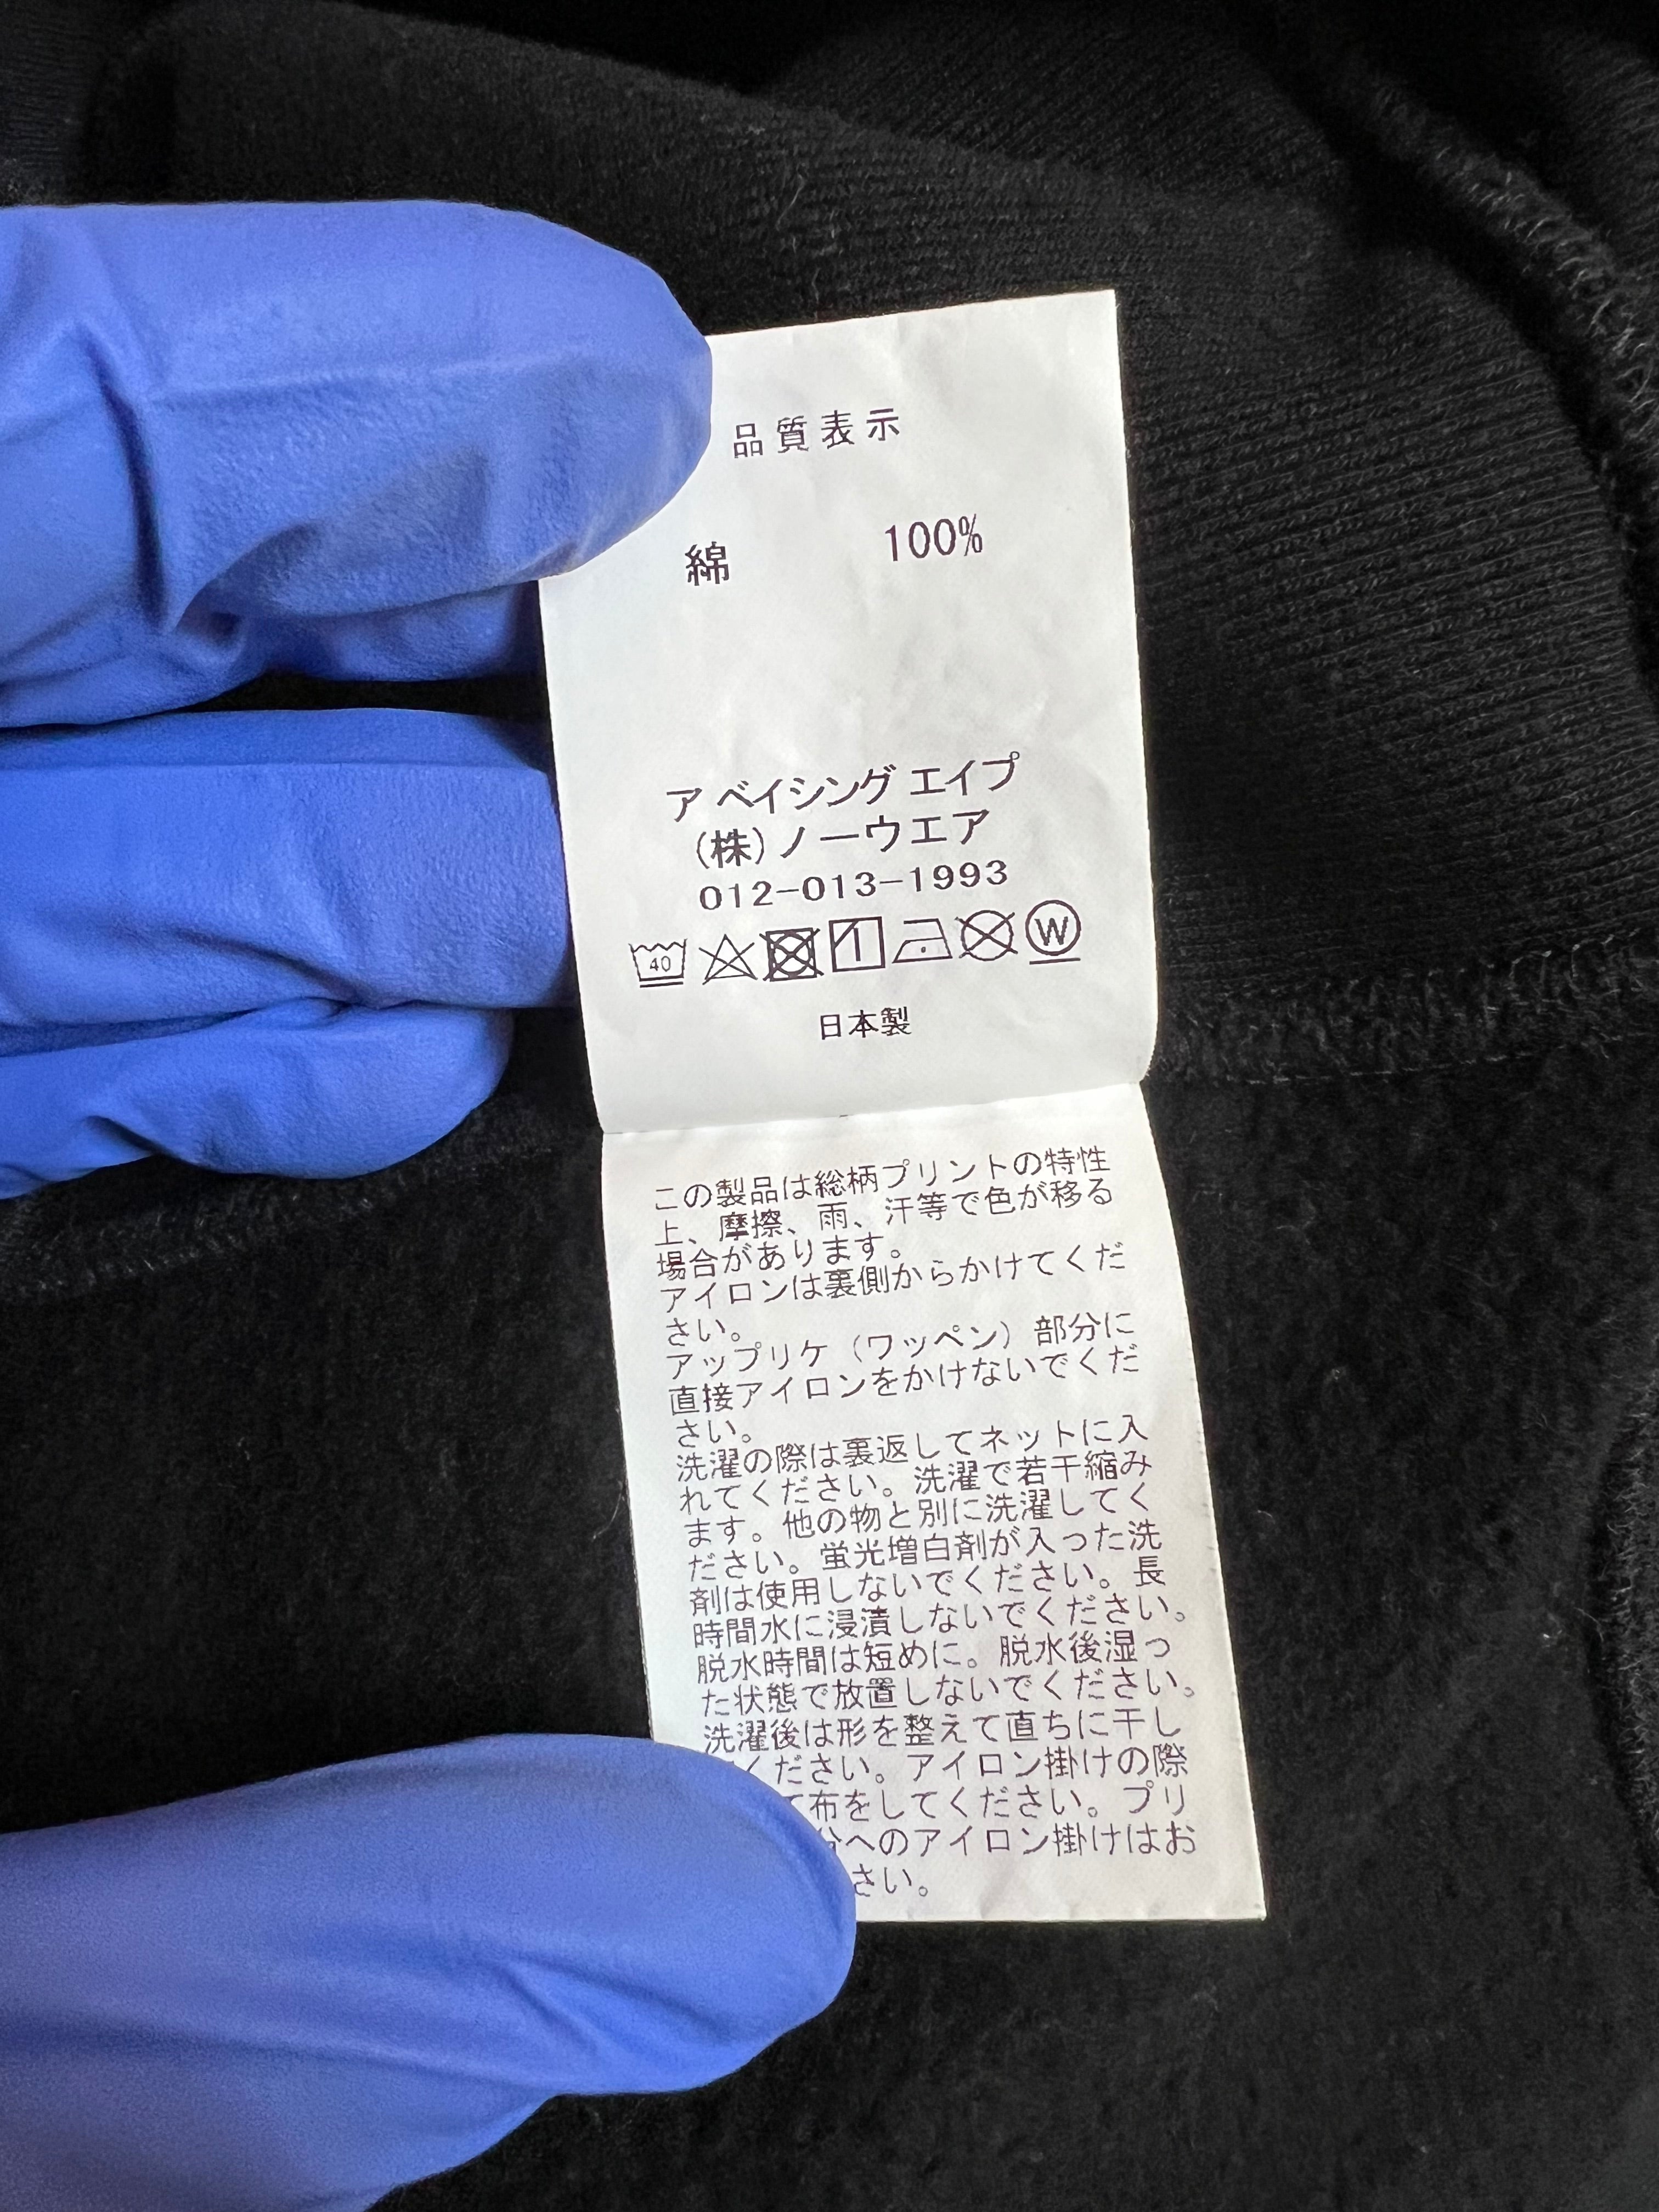 品質表示
綿 100%
ア ベイシング エイプ
(株)ノーウエア
012-013-1993
40 W
日本製
この製品は総柄プリントの特性
上、摩擦、雨、汗等で色が移る
場合があります。
アイロンは裏側からかけてくだ
さい。
アップリケ(ワッペン)部分に
直接アイロンをかけないでくだ
さい。
洗濯の際は裏返してネットに入
れてください。洗濯で若干縮み
ます。他の物と別に洗濯してく
ださい。蛍光増白剤が入った洗
剤は使用しないでください。長
時間水に浸漬しないでください。
脱水時間は短めに。脱水後湿っ
た状態で放置しないでください。
洗濯後は形を整えて直ちに干し
ください。アイロン掛けの際
て布をしてください。プリ
分へのアイロン掛けはお
さい。